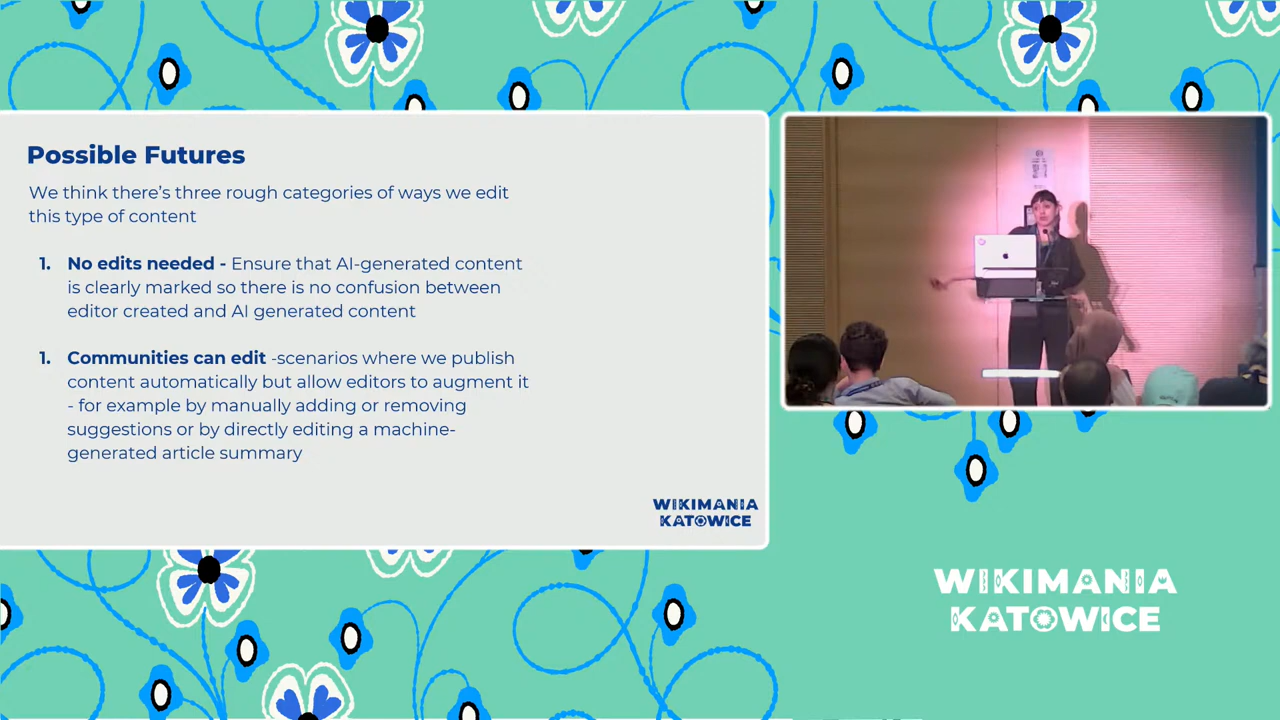 Possible Futures
We think there's three rough categories of ways we edit
this type of content
1. No edits needed - Ensure that AI-generated content
is clearly marked so there is no confusion between
editor created and AI generated content
1. Communities can edit -scenarios where we publish
content automatically but allow editors to augment it
- for example by manually adding or removing
suggestions or by directly editing a machine-
generated article summary
WIKIMANIA
KATOWICE
WIKIMANIA
KATOWICE